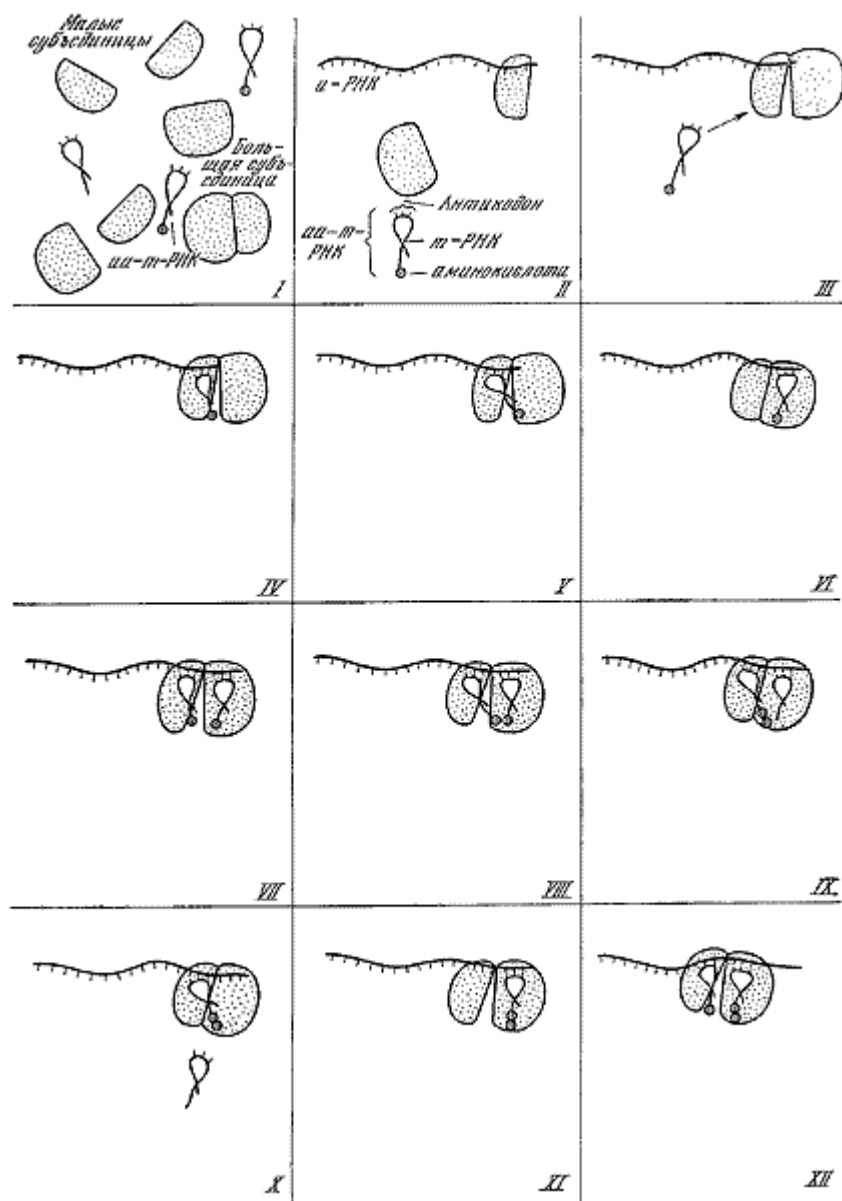 Малые
субъединицы
Боль-
шая субъ-
единица
аа-т-РНК
I
и-РНК
Антикодон
аа-т-
РНК
т-РНК
аминокислота
II
III
IV
V
VI
VII
VIII
IX.
X
XI
XII